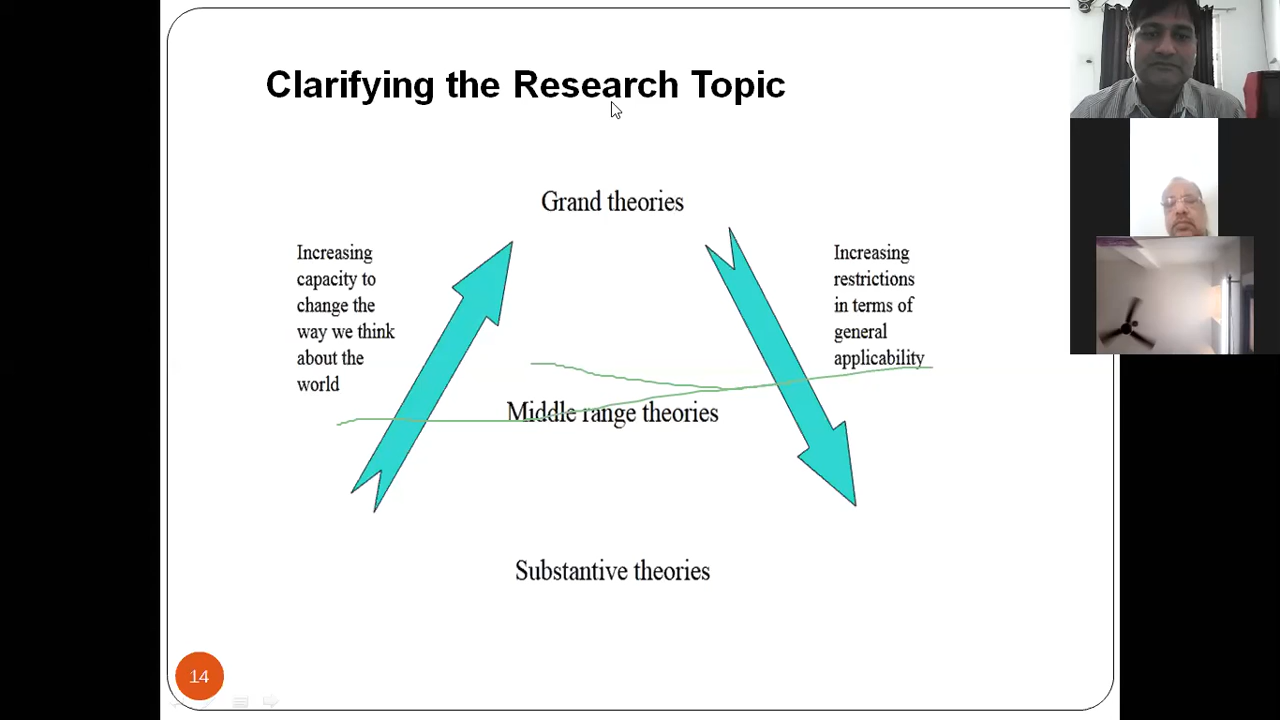 Clarifying the Research Topic
Grand theories
Increasing
capacity to
change the
way we think
about the
world
Increasing
restrictions
in terms of
general
applicability
Middle range theories
Substantive theories
14